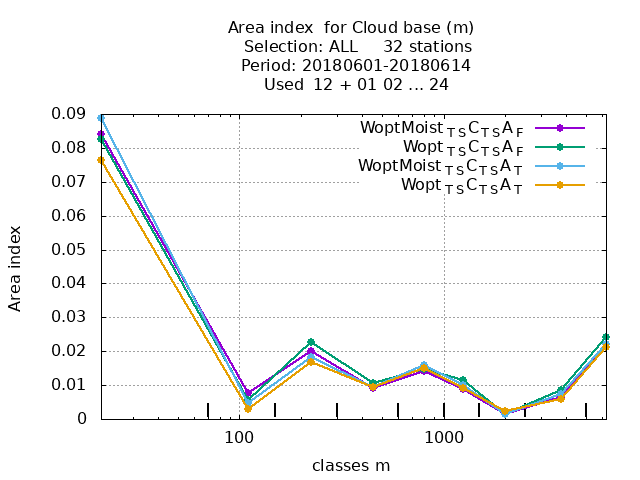 Area index for Cloud base (m)
Selection: ALL 32 stations
Period: 20180601-20180614
Used 12 + 01 02 ... 24
WoptMoist TS C TS A F
Wopt TS C TS A F
WoptMoist TS C TS A T
Wopt TS C TS A T
0.09
0.08
0.07
0.06
0.05
0.04
0.03
0.02
0.01
0
Area index
100 1000
classes m